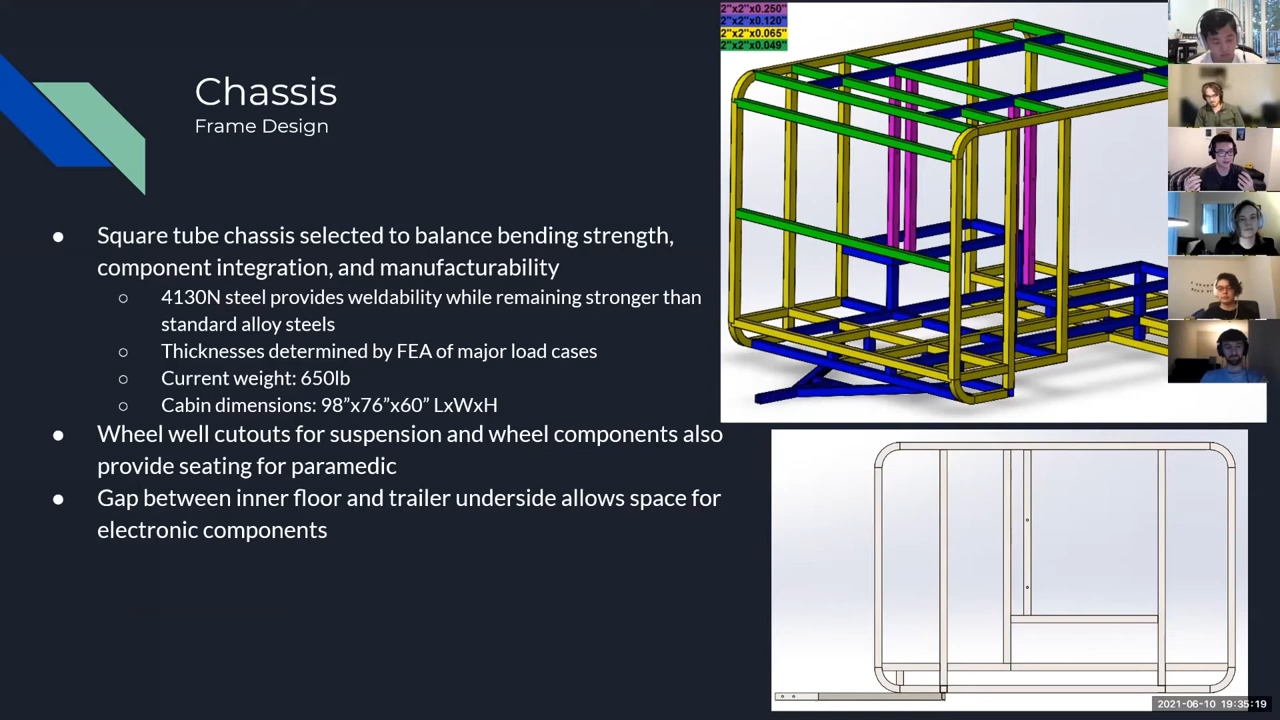 2"x2"x0.250"
2"x2"x0.120"
2"x2"x0.065"
2"x2"x0.049"
Chassis
Frame Design
● Square tube chassis selected to balance bending strength,
component integration, and manufacturability
○ 4130N steel provides weldability while remaining stronger than
standard alloy steels
○ Thicknesses determined by FEA of major load cases
○ Current weight: 650lb
○ Cabin dimensions: 98”x76”x60” LxWxH
● Wheel well cutouts for suspension and wheel components also
provide seating for paramedic
● Gap between inner floor and trailer underside allows space for
electronic components
2021-06-10 19:35:19